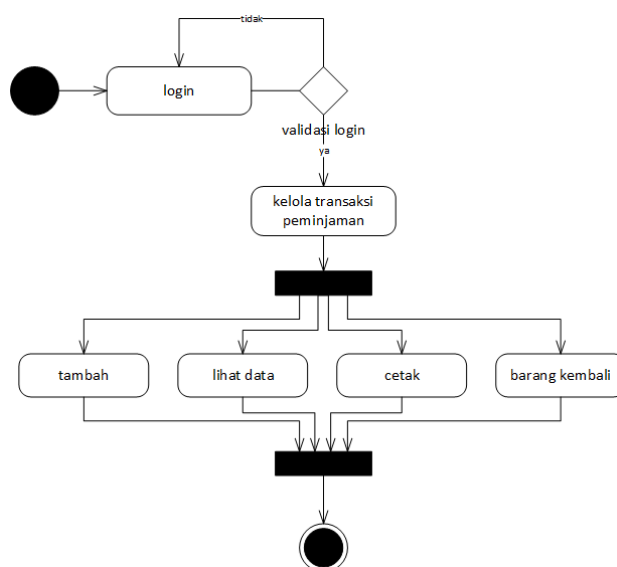 tidak
login
validasi login
ya
kelola transaksi
peminjaman
tambah
lihat data
cetak
barang kembali